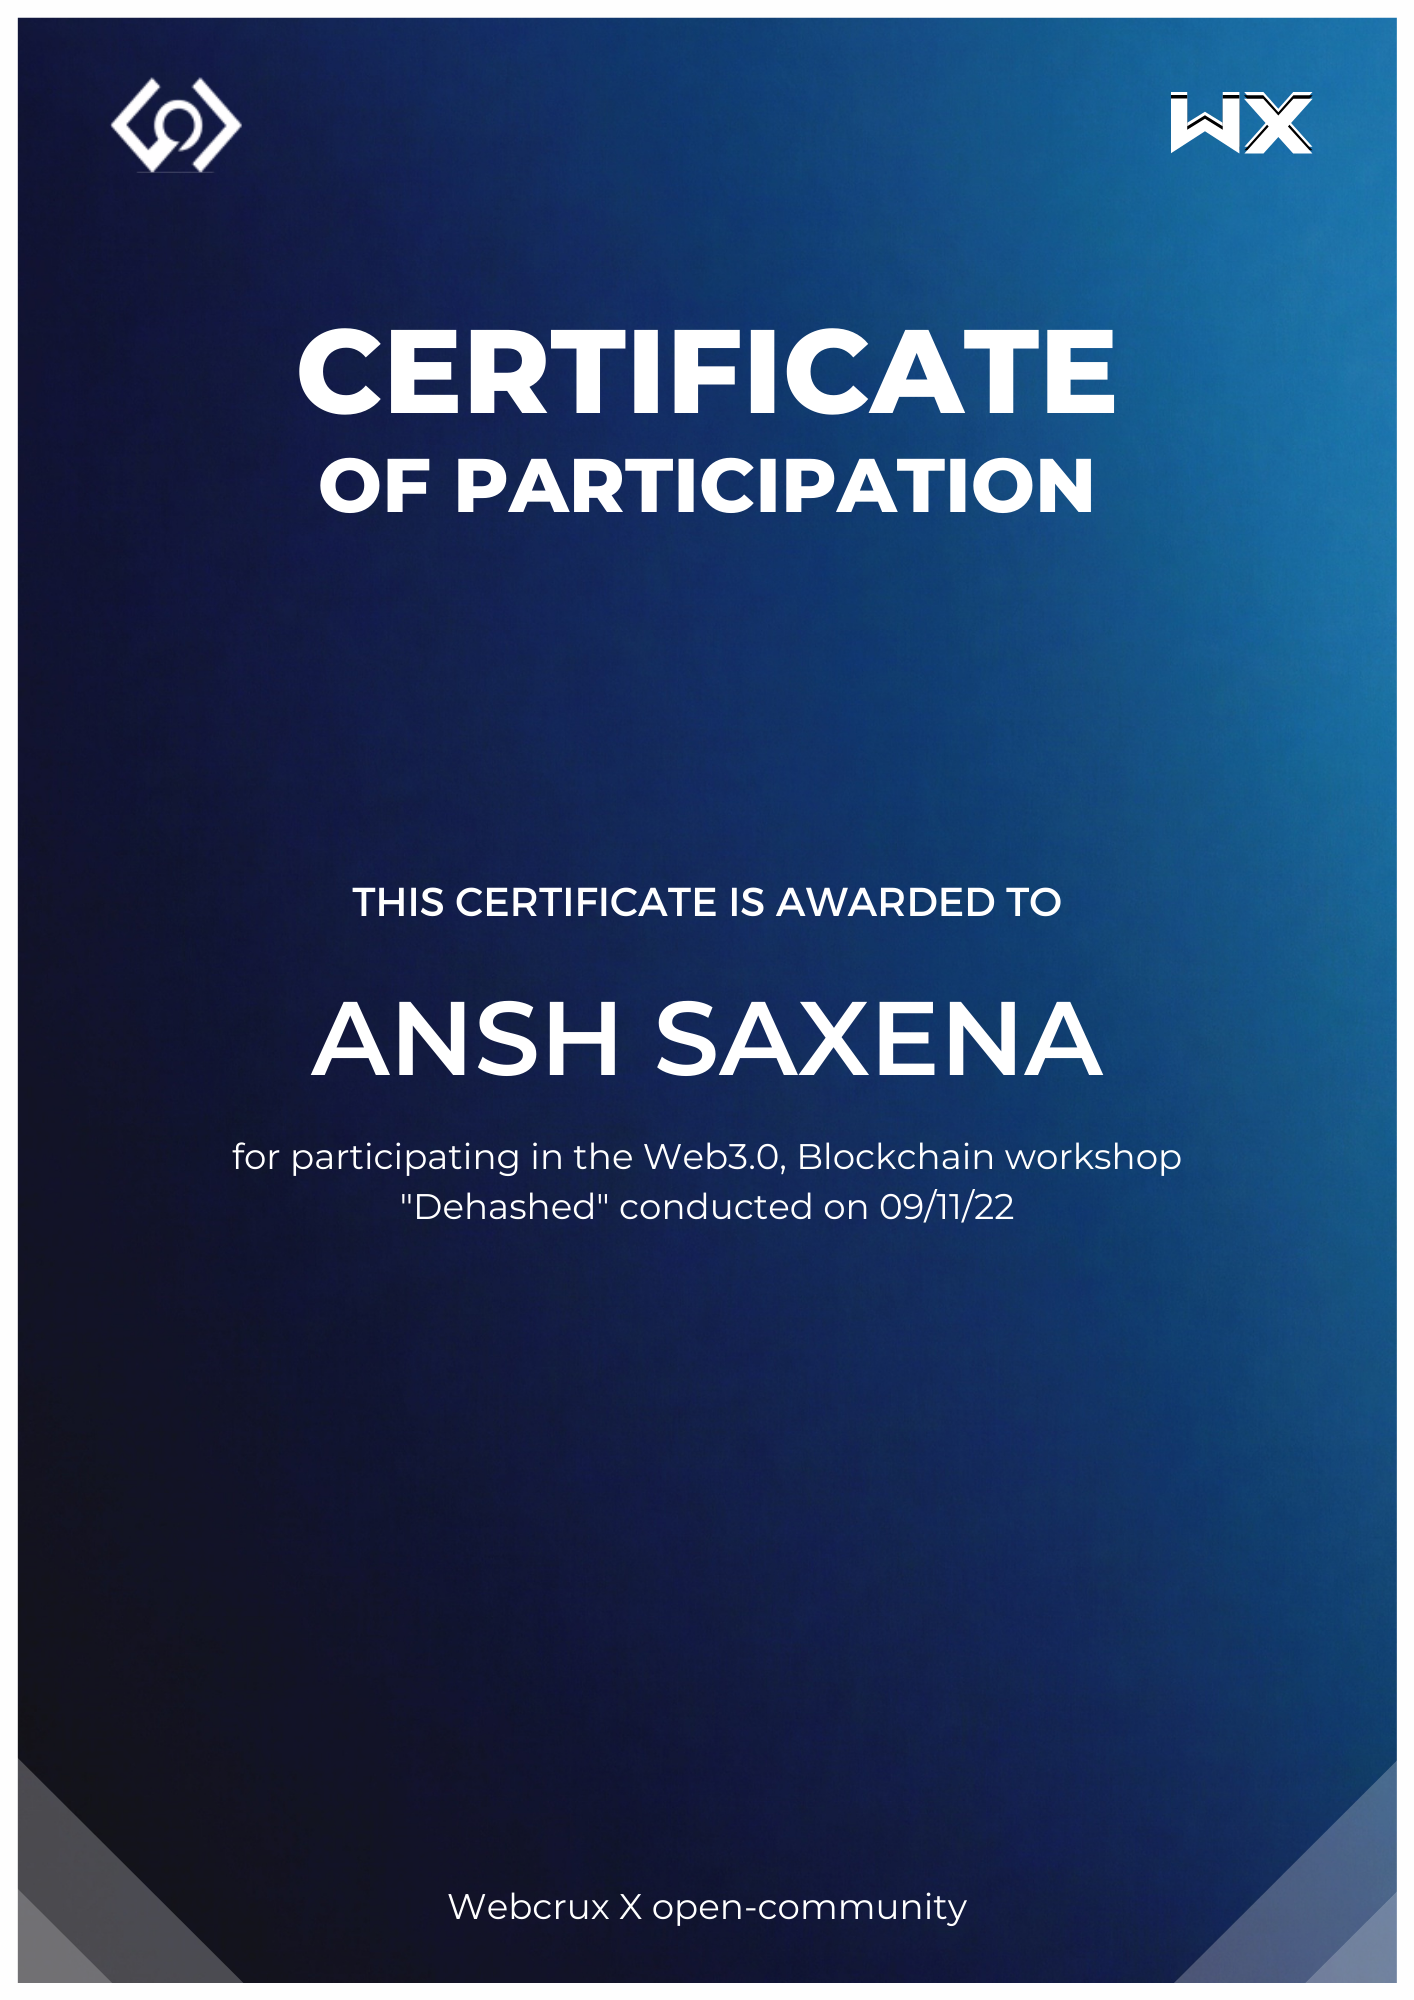 WX
CERTIFICATE
OF PARTICIPATION
THIS CERTIFICATE IS AWARDED TO
ANSH SAXENA
for participating in the Web3.0, Blockchain workshop
"Dehashed" conducted on 09/11/22
Webcrux X open-community